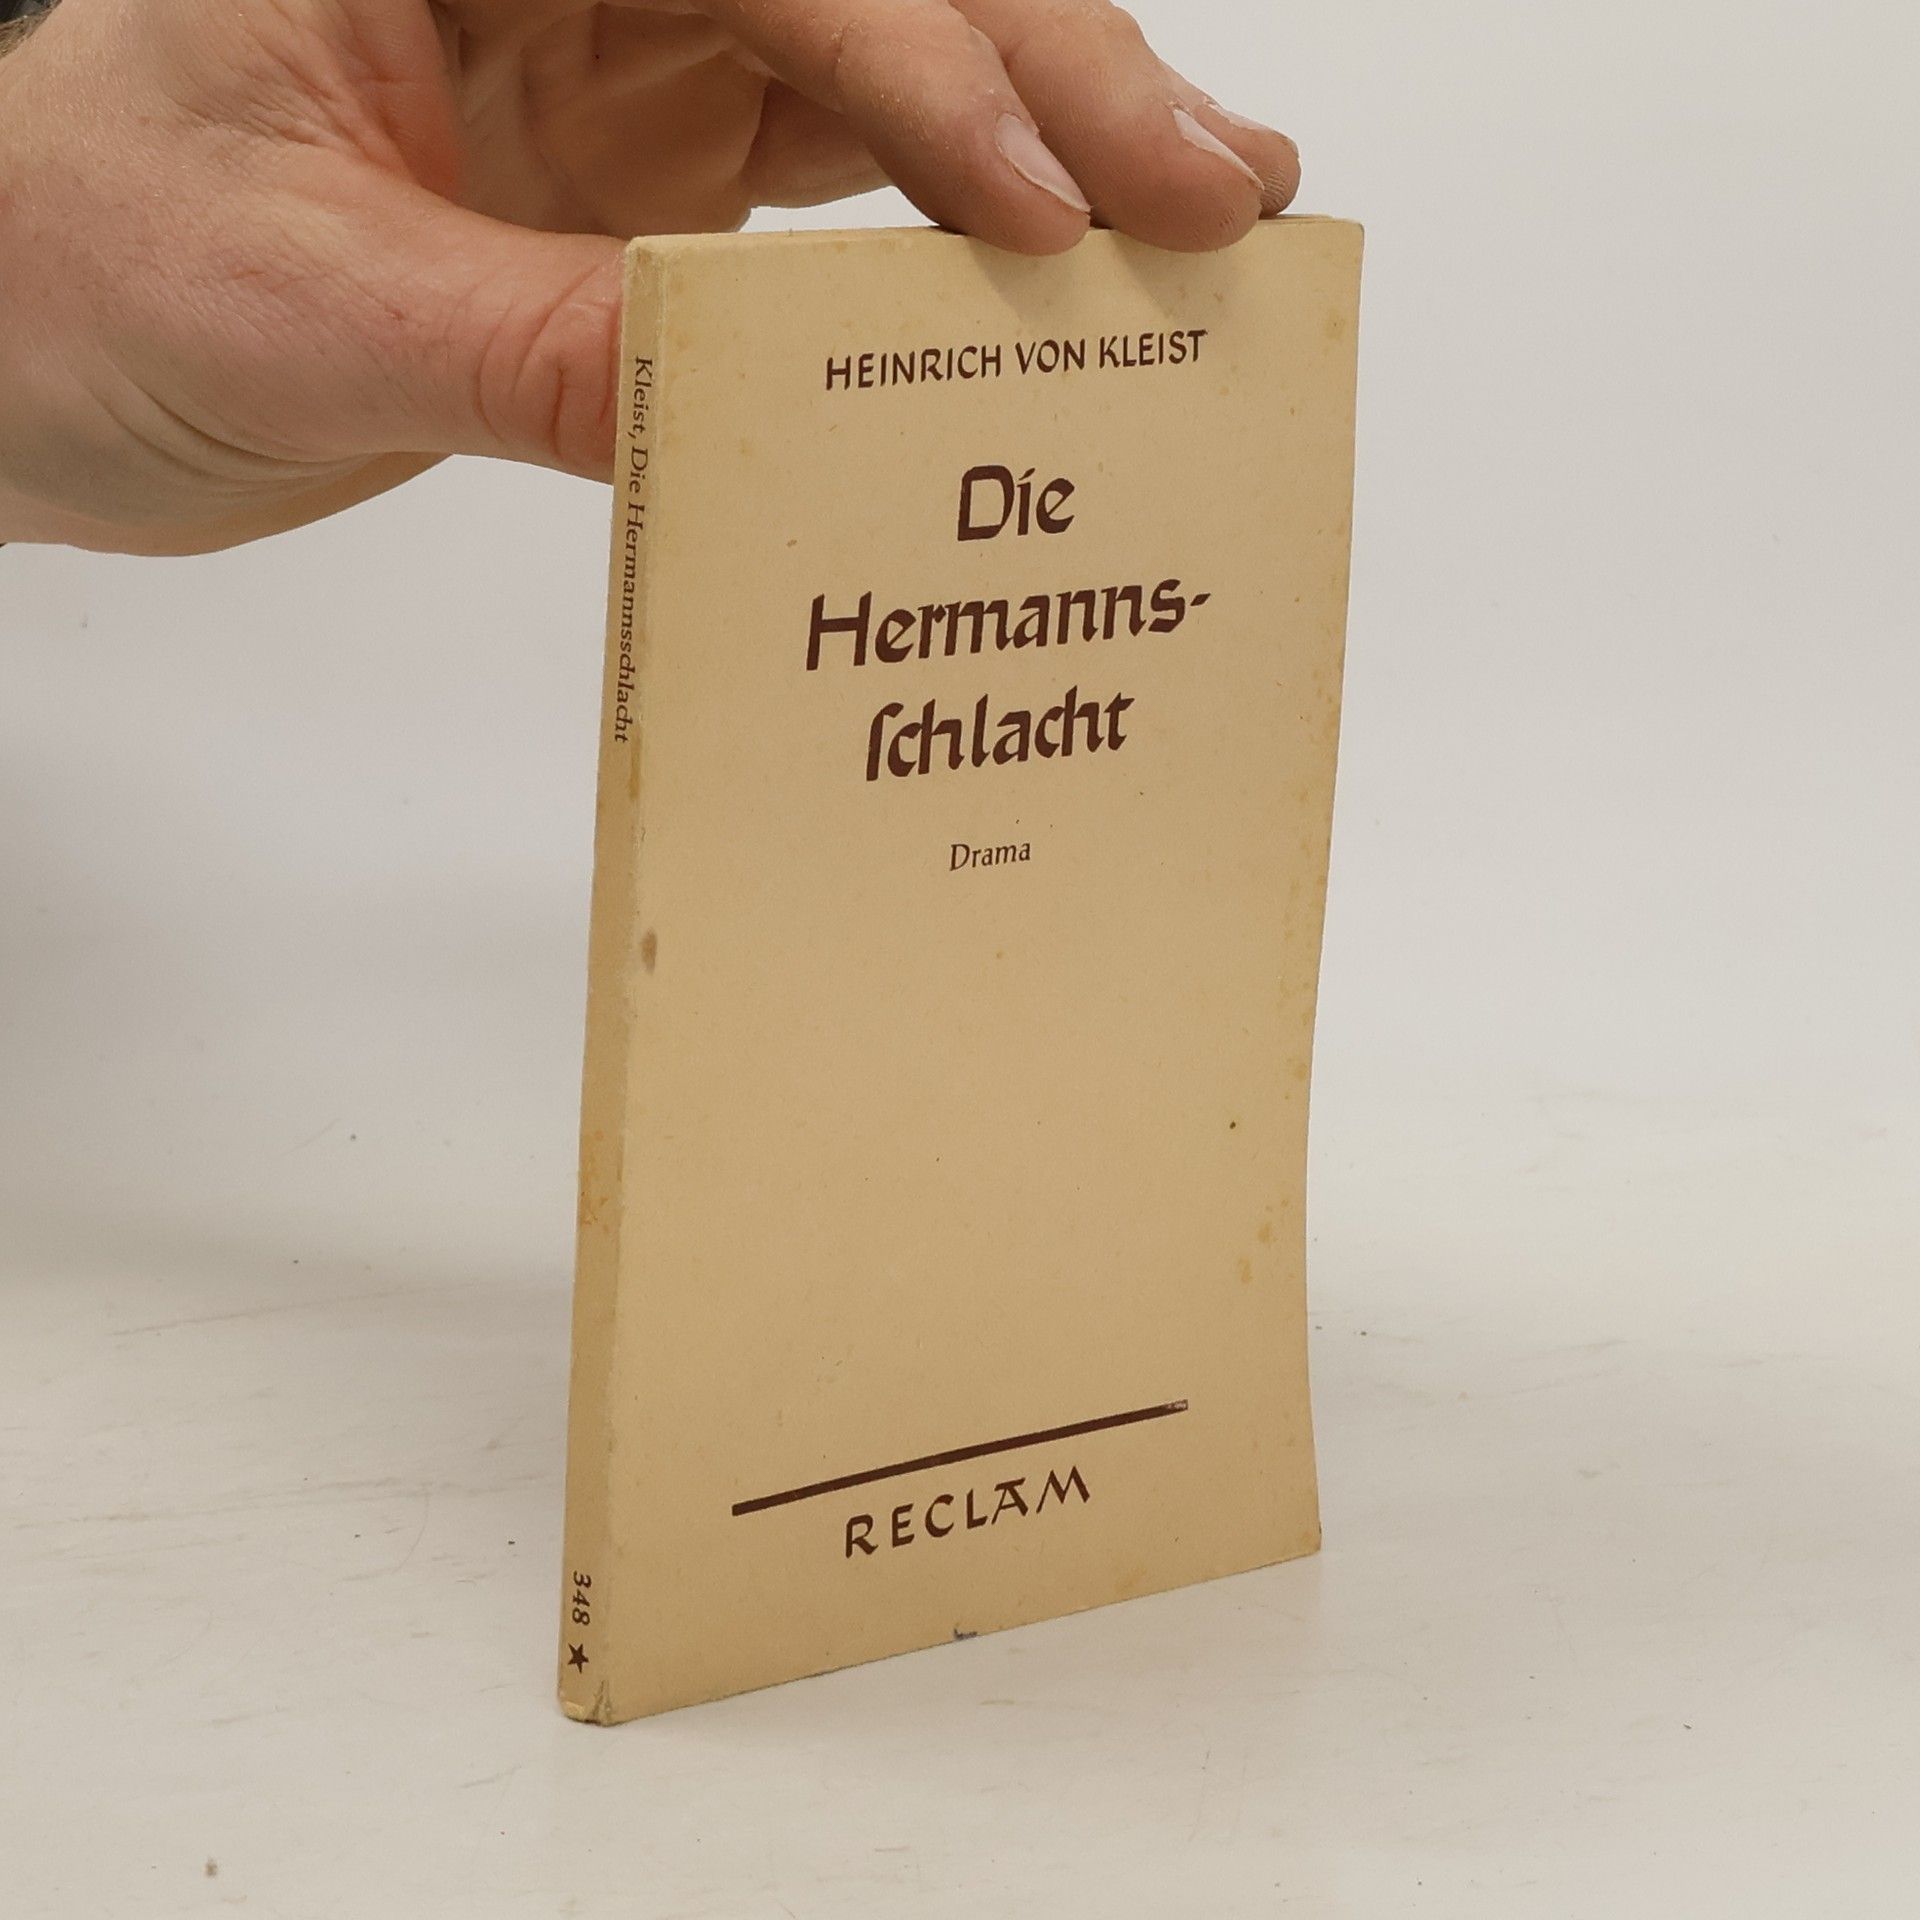 HEINRICH VON KLEIST
Die
Hermanns-
ſchlacht
Drama
RECLAM
Kleist, Die Hermannsschlacht
348 ★